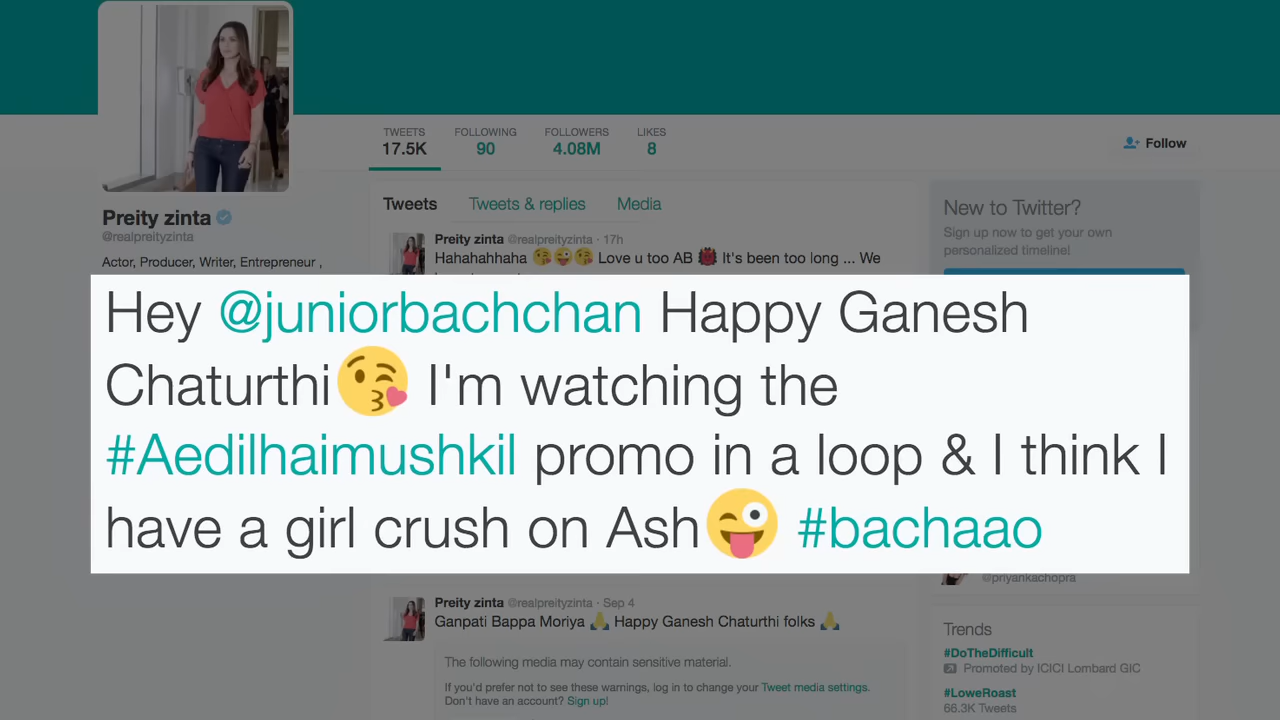 TWEETS FOLLOWING FOLLOWERS LIKES
17.5K 90 4.08M 8
Follow
Preity zinta
@realpreityzinta
Actor, Producer, Writer, Entrepreneur ,
Tweets Tweets & replies Media
Preity zinta @realpreityzinta · 17h
Hahahahhaha 😘😜😘 Love u too AB 👹 It's been too long ... We
New to Twitter?
Sign up now to get your own
personalized timeline!
Hey @juniorbachchan Happy Ganesh
Chaturthi😘 I'm watching the
#Aedilhaimushkil promo in a loop & I think I
have a girl crush on Ash😜 #bachaao
@priyankachopra
Preity zinta @realpreityzinta · Sep 4
Ganpati Bappa Moriya 🙏 Happy Ganesh Chaturthi folks 🙏
The following media may contain sensitive material.
If you'd prefer not to see these warnings, log in to change your Tweet media settings.
Don't have an account? Sign up!
Trends
#DoTheDifficult
Promoted by ICICI Lombard GIC
#LoweRoast
66.3K Tweets